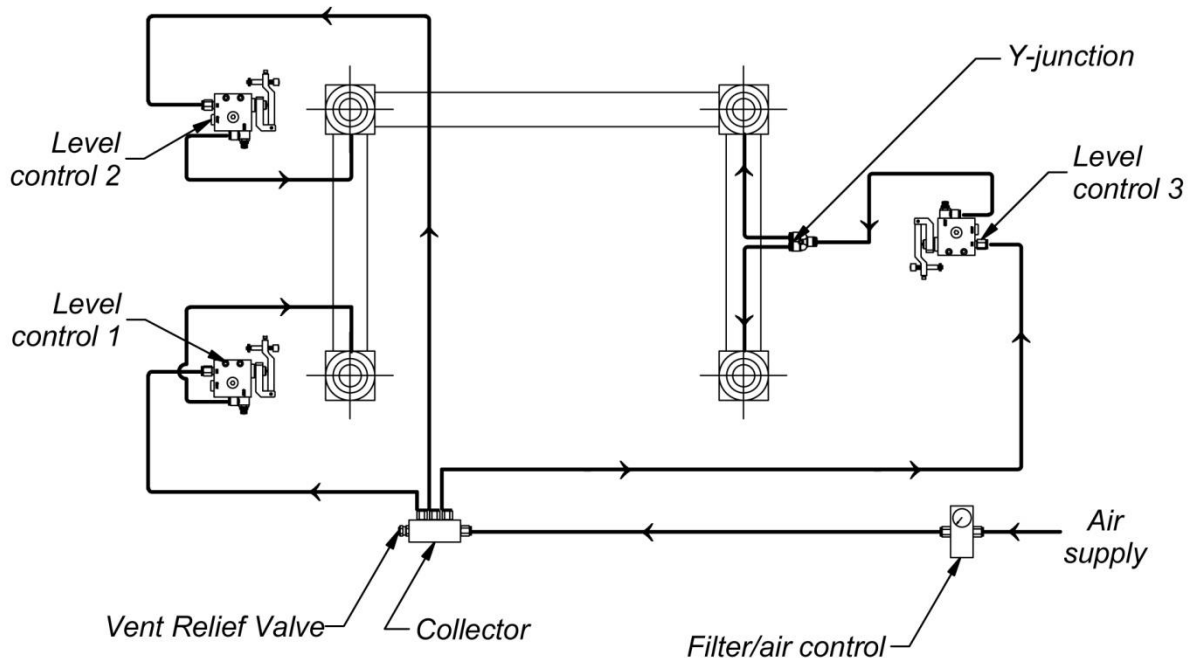 Y-junction
Level
control 2
Level
control 3
Level
control 1
Air
supply
Vent Relief Valve
Collector
Filter/air control